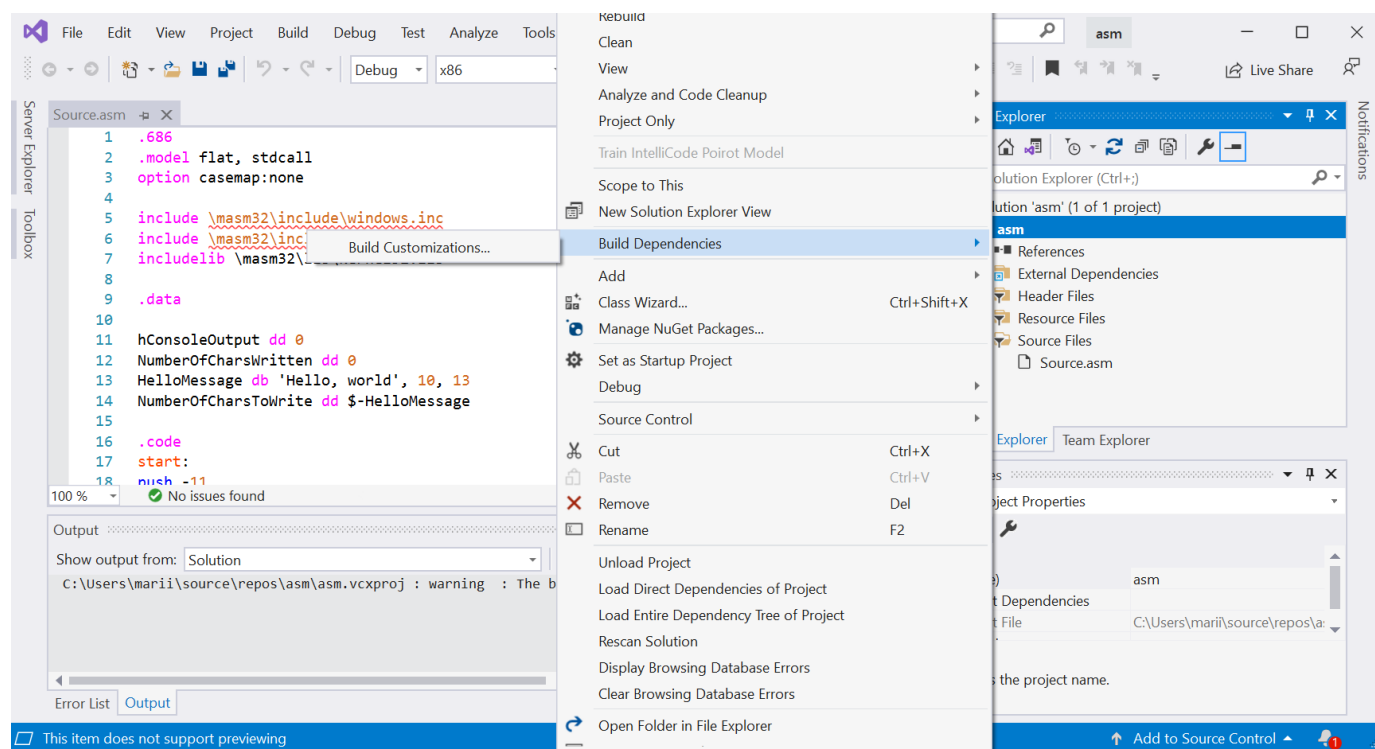 File Edit View Project Build Debug Test Analyze Tools
asm
Debug x86
Live Share
Server Explorer
Toolbox
Notifications
Source.asm
1 .686
2 .model flat, stdcall
3 option casemap:none
4
5 include \masm32\include\windows.inc
6 include \masm32\inc
7 includelib \masm32\
8
9 .data
10
11 hConsoleOutput dd 0
12 NumberOfCharsWritten dd 0
13 HelloMessage db 'Hello, world', 10, 13
14 NumberOfCharsToWrite dd $-HelloMessage
15
16 .code
17 start:
18 push -11
100 % No issues found
Build Customizations...
Output
Show output from: Solution
C:\Users\marii\source\repos\asm\asm.vcxproj : warning : The b
Error List Output
This item does not support previewing
Rebuild
Clean
View
Analyze and Code Cleanup
Project Only
Train IntelliCode Poirot Model
Scope to This
New Solution Explorer View
Build Dependencies
Add
Class Wizard... Ctrl+Shift+X
Manage NuGet Packages...
Set as Startup Project
Debug
Source Control
Cut Ctrl+X
Paste Ctrl+V
Remove Del
Rename F2
Unload Project
Load Direct Dependencies of Project
Load Entire Dependency Tree of Project
Rescan Solution
Display Browsing Database Errors
Clear Browsing Database Errors
Open Folder in File Explorer
Explorer
olution Explorer (Ctrl+;)
lution 'asm' (1 of 1 project)
asm
References
External Dependencies
Header Files
Resource Files
Source Files
Source.asm
Explorer Team Explorer
es
ject Properties
e) asm
t Dependencies
t File C:\Users\marii\source\repos\a
s the project name.
Add to Source Control 1